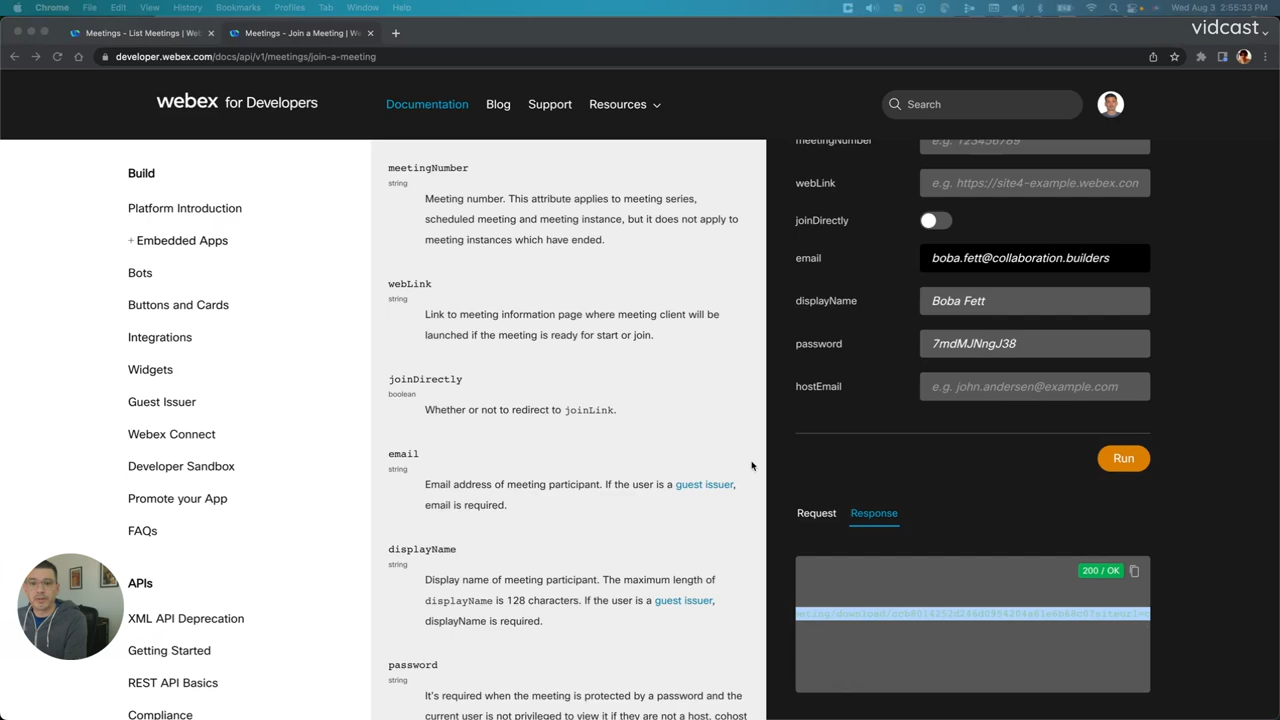 Chrome File Edit View History Bookmarks Profiles Tab Window Help Wed Aug 3 2:55:33 PM
Meetings - List Meetings | We Meetings - Join a Meeting | We
vidcast
developer.webex.com/docs/api/v1/meetings/join-a-meeting
webex for Developers
Documentation Blog Support Resources
Search
Build
Platform Introduction
+ Embedded Apps
Bots
Buttons and Cards
Integrations
Widgets
Guest Issuer
Webex Connect
Developer Sandbox
Promote your App
FAQs
APIs
XML API Deprecation
Getting Started
REST API Basics
Compliance
meetingNumber
string
Meeting number. This attribute applies to meeting series,
scheduled meeting and meeting instance, but it does not apply to
meeting instances which have ended.
webLink
string
Link to meeting information page where meeting client will be
launched if the meeting is ready for start or join.
joinDirectly
boolean
Whether or not to redirect to joinLink.
email
string
Email address of meeting participant. If the user is a guest issuer,
email is required.
displayName
string
Display name of meeting participant. The maximum length of
displayName is 128 characters. If the user is a guest issuer,
displayName is required.
password
string
It's required when the meeting is protected by a password and the
current user is not privileged to view it if they are not a host, cohost
meetingNumber e.g. 123456789
webLink e.g. https://site4-example.webex.con
joinDirectly
email boba.fett@collaboration.builders
displayName Boba Fett
password 7mdMJNngJ38
hostEmail e.g. john.andersen@example.com
Run
Request Response
200 / OK